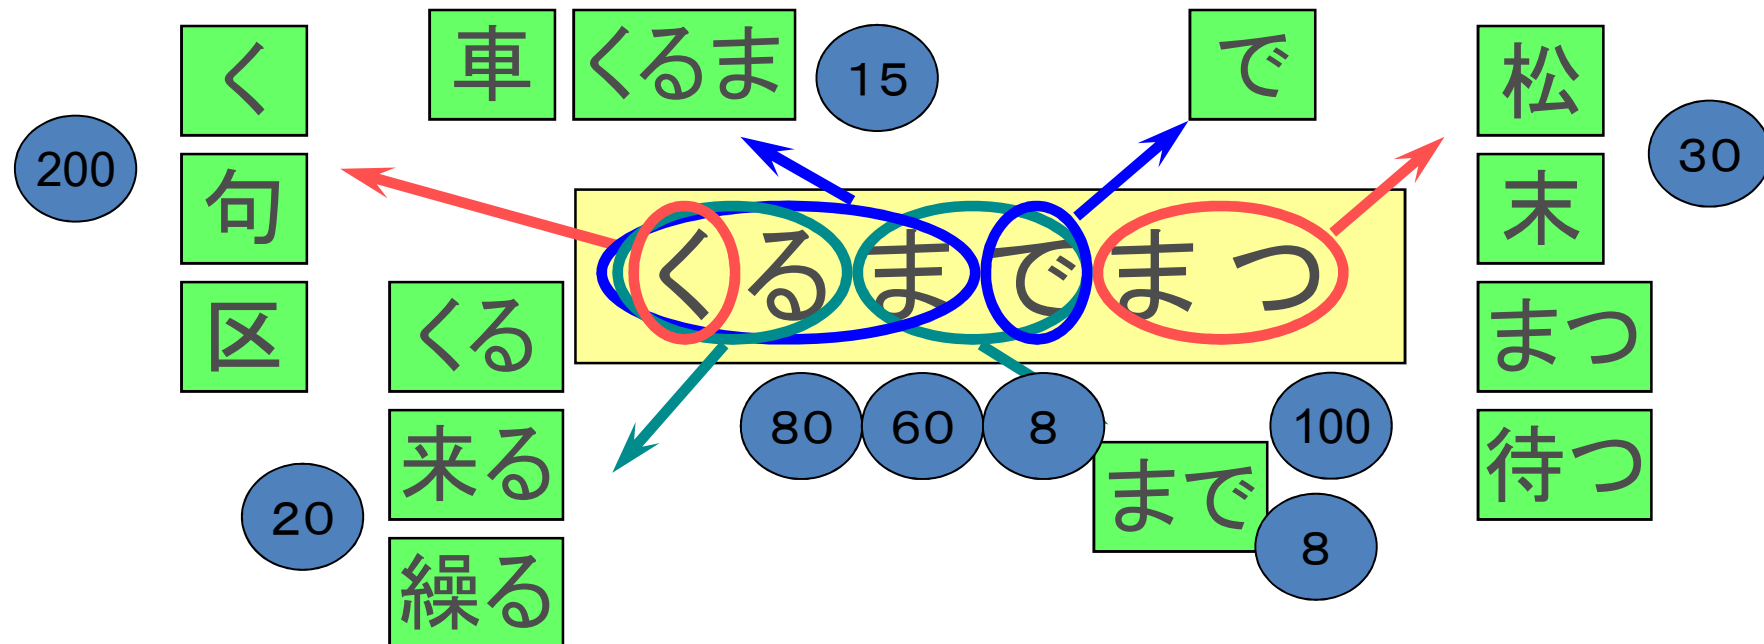 く
句
区
200
車
くるま
15
で
松
末
まつ
待つ
30
くるまでまつ
くる
来る
繰る
20
80
60
8
100
まで
8